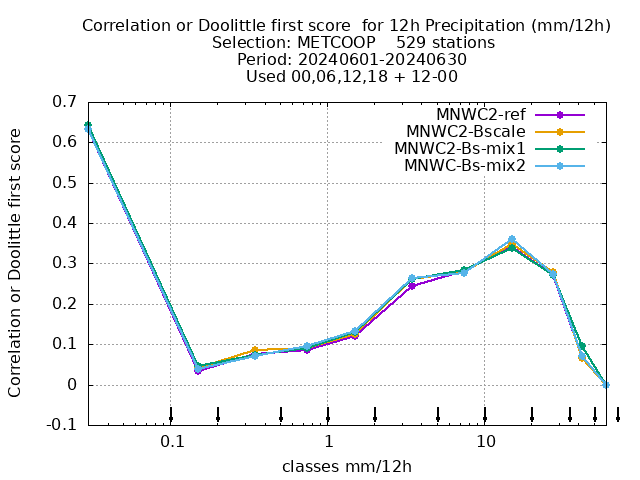 Correlation or Doolittle first score  for 12h Precipitation (mm/12h)
Selection: METCOOP    529 stations
Period: 20240601-20240630
Used 00,06,12,18 + 12-00
Correlation or Doolittle first score
0.7
0.6
0.5
0.4
0.3
0.2
0.1
0
-0.1
MNWC2-ref
MNWC2-Bscale
MNWC2-Bs-mix1
MNWC-Bs-mix2
0.1
1
10
classes mm/12h